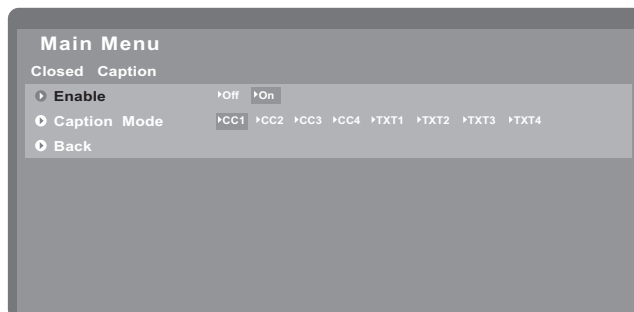 Main Menu
Closed Caption
Enable Off On
Caption Mode CC1 CC2 CC3 CC4 TXT1 TXT2 TXT3 TXT4
Back